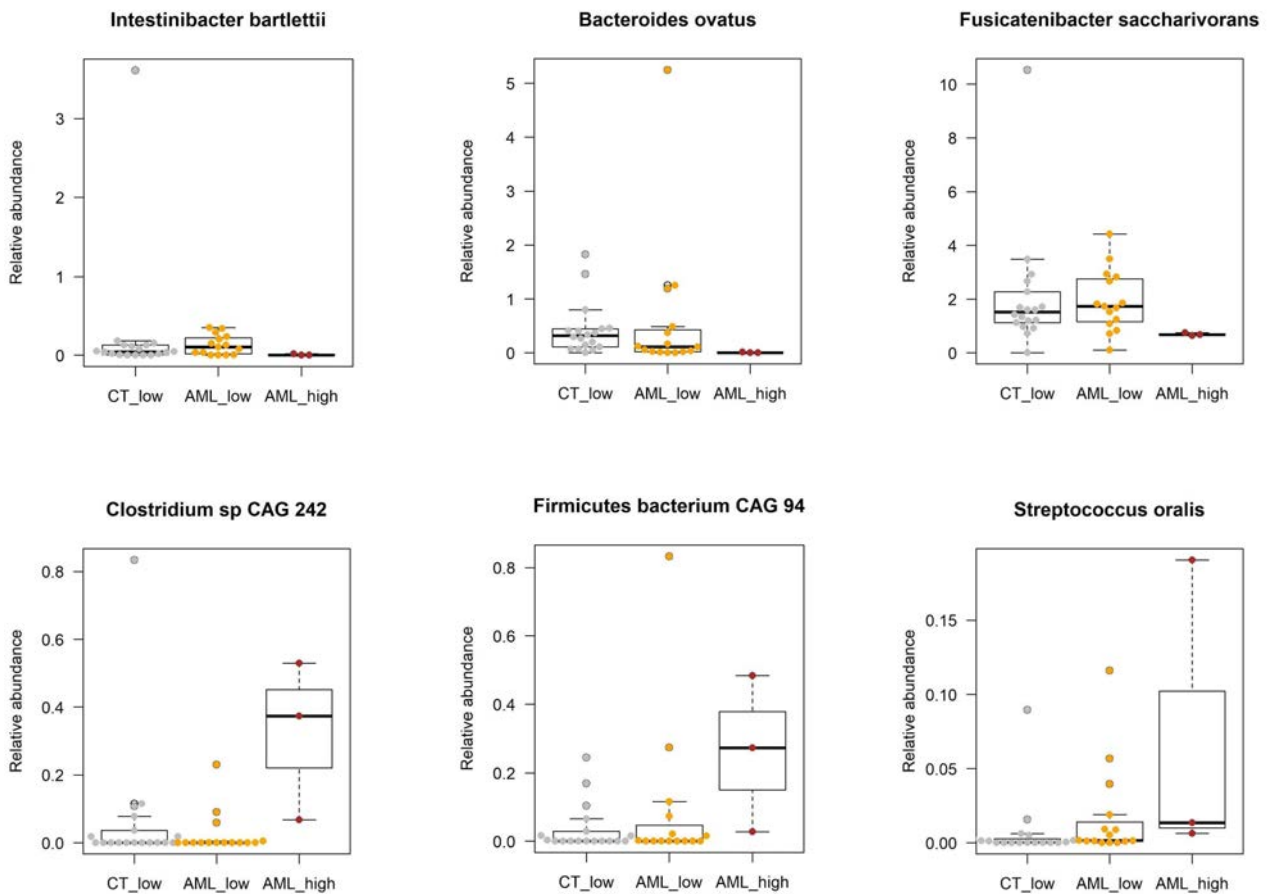 Intestinibacter bartlettii
Bacteroides ovatus
Fusicatenibacter saccharivorans
Relative abundance
3
2
1
0
CT_low AML_low AML_high
Relative abundance
5
4
3
2
1
0
CT_low AML_low AML_high
Relative abundance
10
8
6
4
2
0
CT_low AML_low AML_high
Clostridium sp CAG 242
Firmicutes bacterium CAG 94
Streptococcus oralis
Relative abundance
0.8
0.6
0.4
0.2
0.0
CT_low AML_low AML_high
Relative abundance
0.8
0.6
0.4
0.2
0.0
CT_low AML_low AML_high
Relative abundance
0.15
0.10
0.05
0.00
CT_low AML_low AML_high